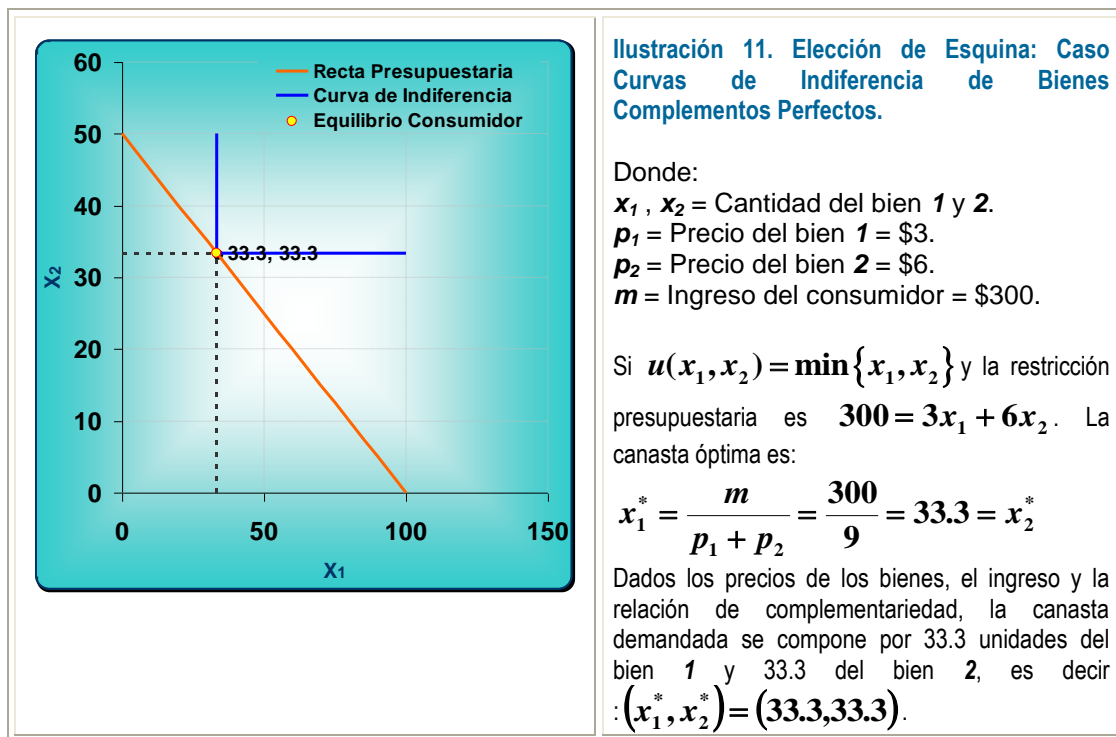 60
50
40
30
20
10
0
X2
0
50
100
150
X1
Recta Presupuestaria
Curva de Indiferencia
Equilibrio Consumidor
33.3, 33.3
Ilustración 11. Elección de Esquina: Caso
Curvas de Indiferencia de Bienes
Complementos Perfectos.
Donde:
x₁ , x₂ = Cantidad del bien 1 y 2.
p₁ = Precio del bien 1 = $3.
p₂ = Precio del bien 2 = $6.
m = Ingreso del consumidor = $300.
Si u(x₁, x₂) = min{x₁, x₂} y la restricción
presupuestaria es 300 = 3x₁ + 6x₂. La
canasta óptima es:
x₁* = m / (p₁ + p₂) = 300 / 9 = 33.3 = x₂*
Dados los precios de los bienes, el ingreso y la
relación de complementariedad, la canasta
demandada se compone por 33.3 unidades del
bien 1 y 33.3 del bien 2, es decir
:(x₁*, x₂*) = (33.3,33.3).